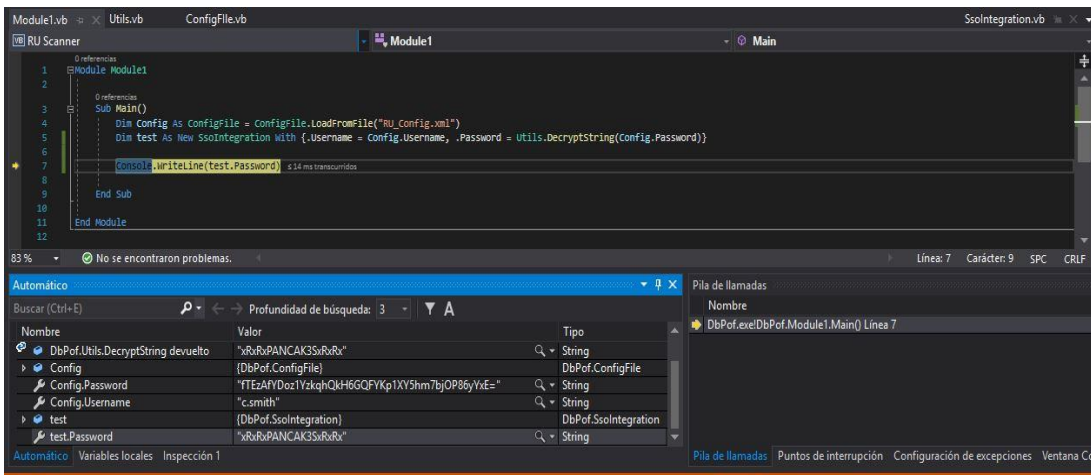 Module1.vb Utils.vb ConfigFIle.vb SsoIntegration.vb
VB RU Scanner Module1 Main
0 referencias
1 Module Module1
2
0 referencias
3 Sub Main()
4 Dim Config As ConfigFile = ConfigFile.LoadFromFile("RU_Config.xml")
5 Dim test As New SsoIntegration With {.Username = Config.Username, .Password = Utils.DecryptString(Config.Password)}
6
7 Console.WriteLine(test.Password) ≤ 14 ms transcurridos
8
9 End Sub
10
11 End Module
12
83 % No se encontraron problemas. Línea: 7 Carácter: 9 SPC CRLF
Automático
Buscar (Ctrl+E) Profundidad de búsqueda: 3
Nombre Valor Tipo
DbPof.Utils.DecryptString devuelto "xRxRxPANCAK3SxRxRx" String
Config {DbPof.ConfigFile} DbPof.ConfigFile
Config.Password "fTEzAfYDoz1YzkqhQkH6GQFYKp1XY5hm7bjOP86yYxE=" String
Config.Username "c.smith" String
test {DbPof.SsoIntegration} DbPof.SsoIntegration
test.Password "xRxRxPANCAK3SxRxRx" String
Automático Variables locales Inspección 1
Pila de llamadas
Nombre
DbPof.exe!DbPof.Module1.Main() Línea 7
Pila de llamadas Puntos de interrupción Configuración de excepciones Ventana Co